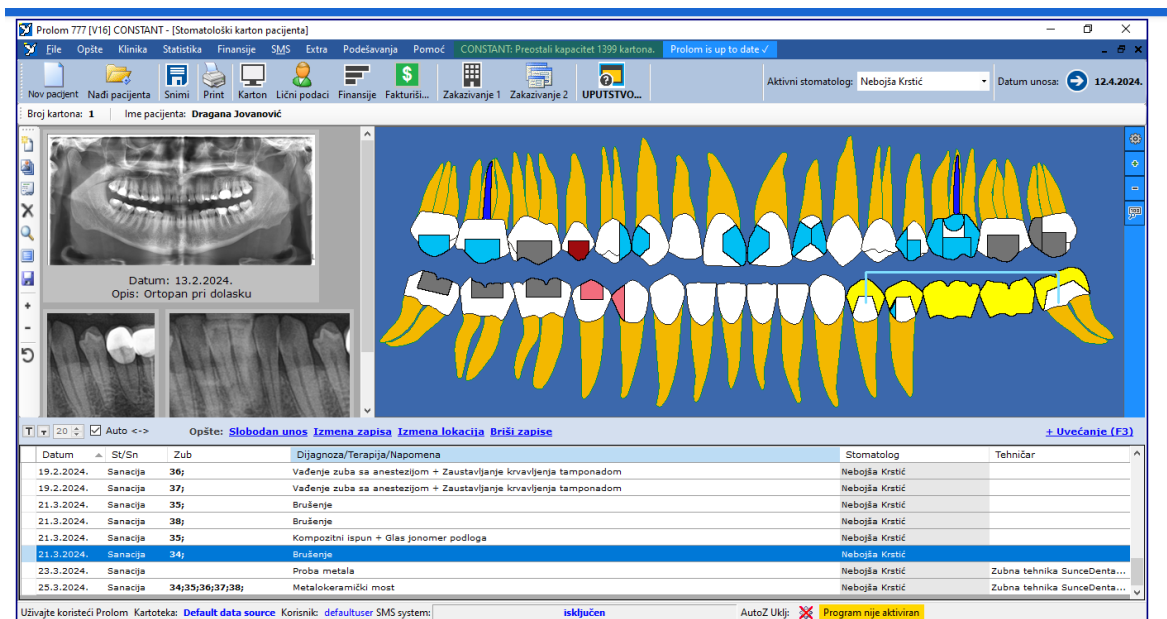 Prolom 777 [V16] CONSTANT - [Stomatološki karton pacijenta]
File Opšte Klinika Statistika Finansije SMS Extra Podešavanja Pomoć CONSTANT: Preostali kapacitet 1399 kartona. Prolom is up to date ✓
Nov pacijent Nađi pacijenta Snimi Print Karton Lični podaci Finansije Fakturiši... Zakazivanje 1 Zakazivanje 2 UPUTSTVO... Aktivni stomatolog: Nebojša Krstić Datum unosa: 12.4.2024.
Broj kartona: 1 Ime pacijenta: Dragana Jovanović
Datum: 13.2.2024.
Opis: Ortopan pri dolasku
T T 20 Auto <-> Opšte: Slobodan unos Izmena zapisa Izmena lokacija Briši zapise + Uvećanje (F3)
Datum St/Sn Zub Dijagnoza/Terapija/Napomena Stomatolog Tehničar
19.2.2024. Sanacija 36; Vađenje zuba sa anestezijom + Zaustavljanje krvavljenja tamponadom Nebojša Krstić
19.2.2024. Sanacija 37; Vađenje zuba sa anestezijom + Zaustavljanje krvavljenja tamponadom Nebojša Krstić
21.3.2024. Sanacija 35; Brušenje Nebojša Krstić
21.3.2024. Sanacija 38; Brušenje Nebojša Krstić
21.3.2024. Sanacija 35; Kompozitni ispun + Glas jonomer podloga Nebojša Krstić
21.3.2024. Sanacija 34; Brušenje Nebojša Krstić
23.3.2024. Sanacija Proba metala Nebojša Krstić Zubna tehnika SunceDenta...
25.3.2024. Sanacija 34;35;36;37;38; Metalokeramički most Nebojša Krstić Zubna tehnika SunceDenta...
Uživajte koristeći Prolom Kartoteka: Default data source Korisnik: defaultuser SMS system: isključen AutoZ Uklj: Program nije aktiviran